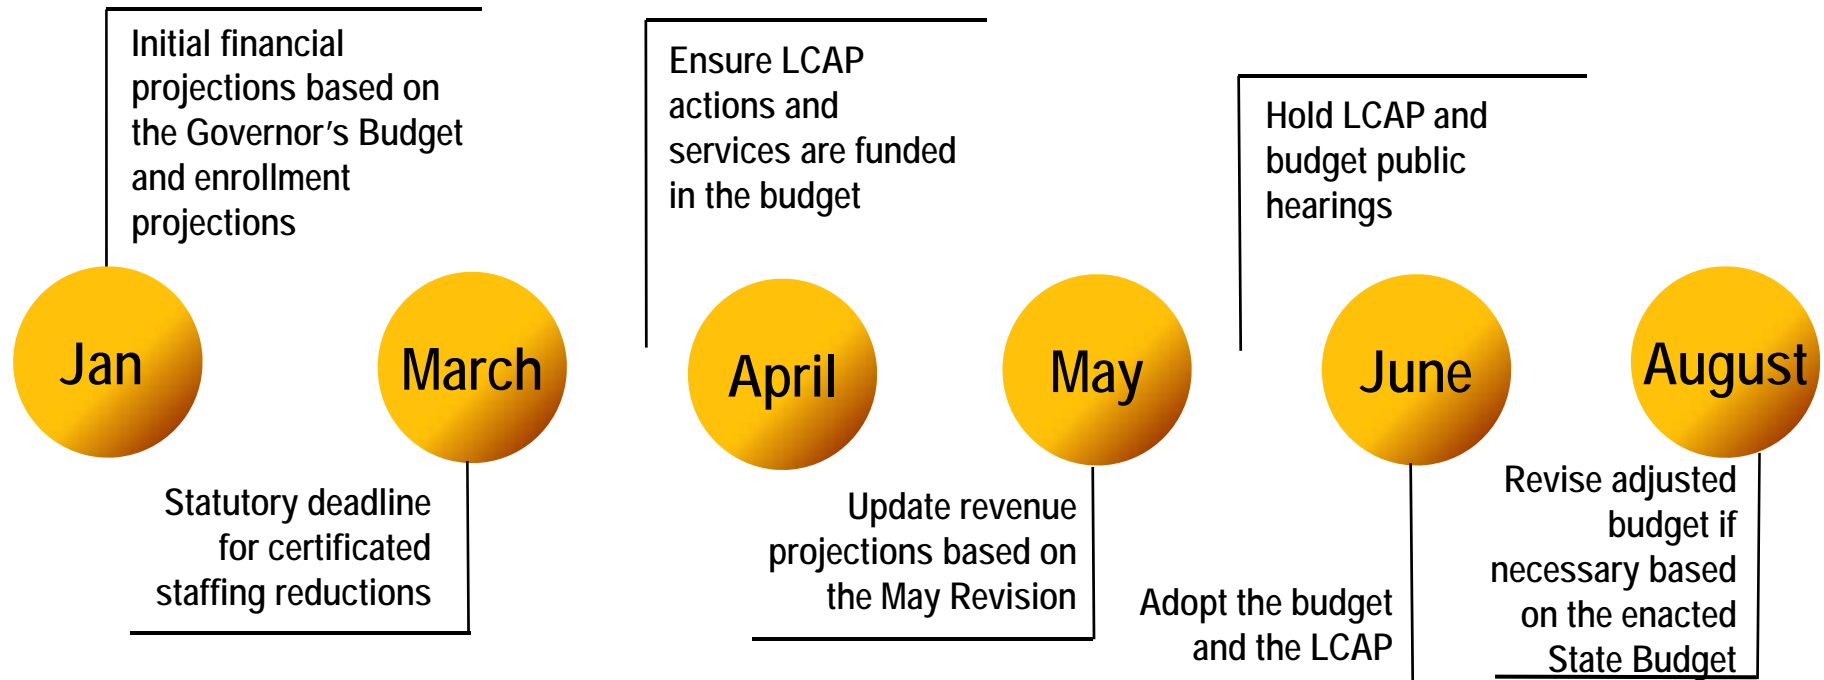 Initial financial
projections based on
the Governor’s Budget
and enrollment
projections
Ensure LCAP
actions and
services are funded
in the budget
Hold LCAP and
budget public
hearings
Jan
March
April
May
June
August
Statutory deadline
for certificated
staffing reductions
Update revenue
projections based on
the May Revision
Adopt the budget
and the LCAP
Revise adjusted
budget if
necessary based
on the enacted
State Budget